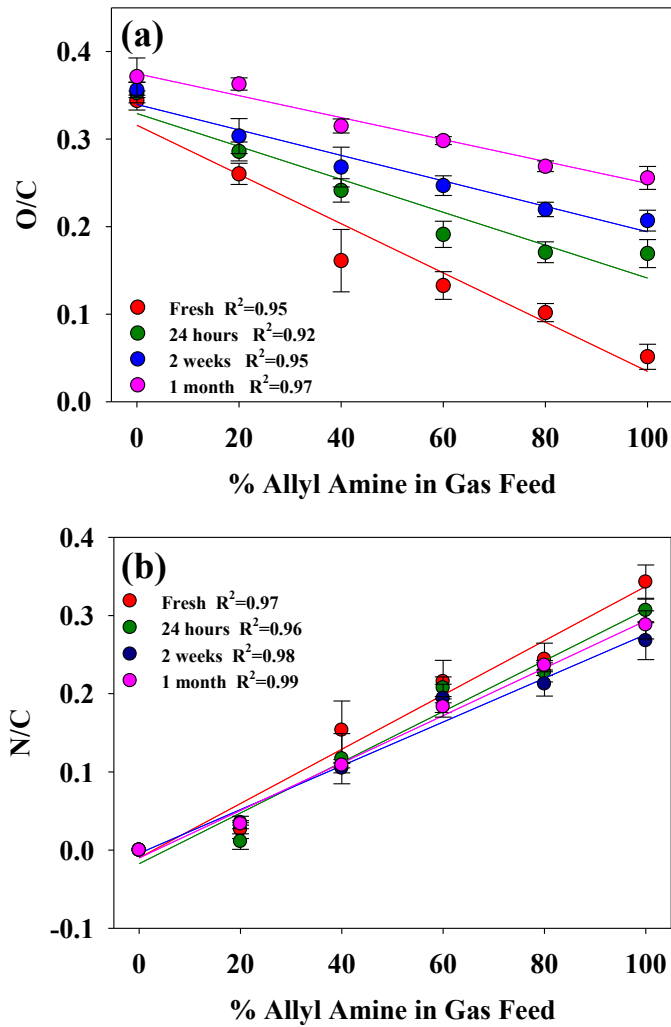 (a)
0.4
0.3
0.2
0.1
0.0
O/C
Fresh R²=0.95
24 hours R²=0.92
2 weeks R²=0.95
1 month R²=0.97
0 20 40 60 80 100
% Allyl Amine in Gas Feed
(b)
0.4
0.3
0.2
0.1
0.0
-0.1
N/C
Fresh R²=0.97
24 hours R²=0.96
2 weeks R²=0.98
1 month R²=0.99
0 20 40 60 80 100
% Allyl Amine in Gas Feed